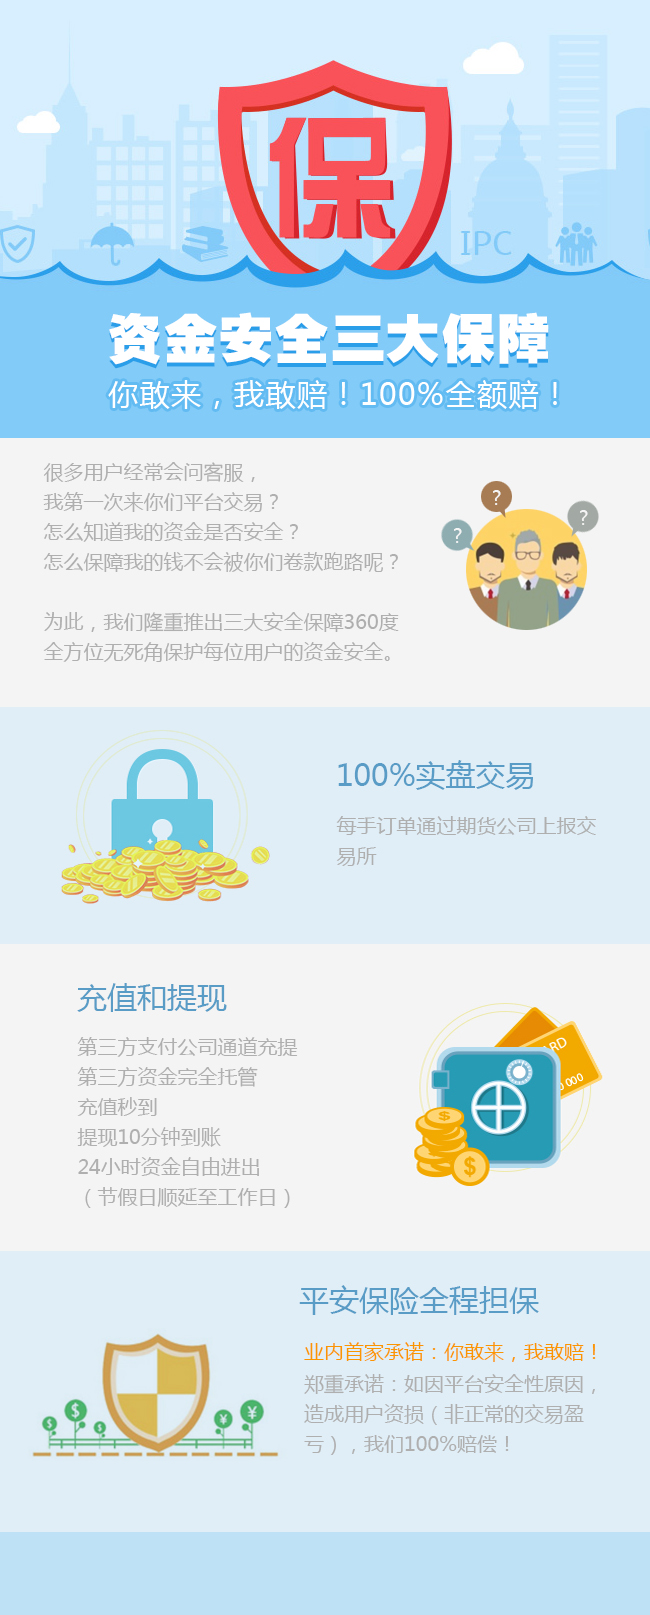 保
IPC
资金安全三大保障
你敢来，我敢赔！100%全额赔！
很多用户经常会问客服，
我第一次来你们平台交易？
怎么知道我的资金是否安全？
怎么保障我的钱不会被你们卷款跑路呢？
为此，我们隆重推出三大安全保障360度
全方位无死角保护每位用户的资金安全。
? ? ?
100%实盘交易
每手订单通过期货公司上报交
易所
充值和提现
第三方支付公司通道充提
第三方资金完全托管
充值秒到
提现10分钟到账
24小时资金自由进出
（节假日顺延至工作日）
ARD
000
$
$
平安保险全程担保
业内首家承诺：你敢来，我敢赔！
郑重承诺：如因平台安全性原因，
造成用户资损（非正常的交易盈
亏），我们100%赔偿！
$ $ $ ¥ ¥